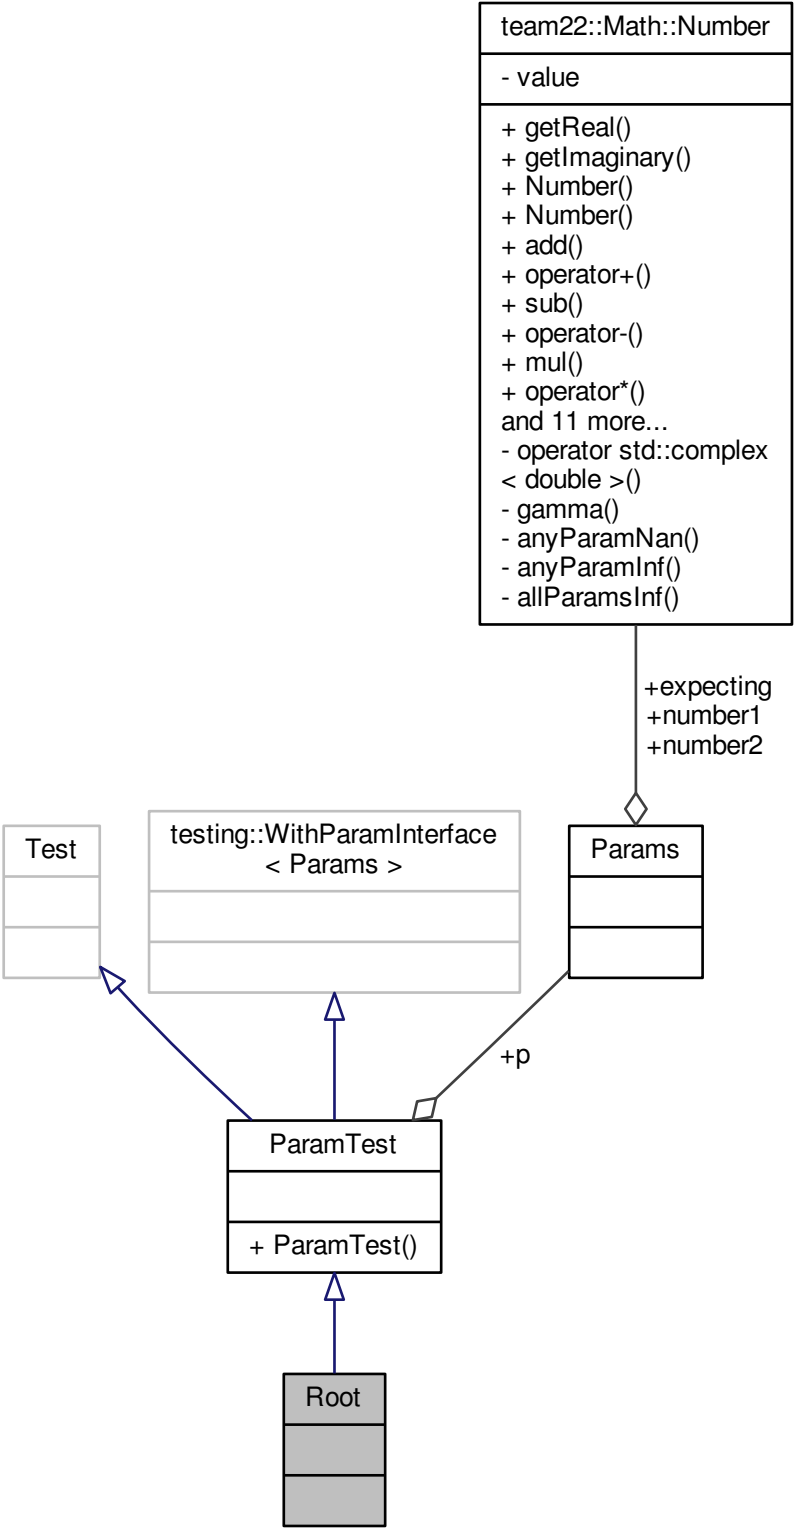 team22::Math::Number
- value
+ getReal()
+ getImaginary()
+ Number()
+ Number()
+ add()
+ operator+()
+ sub()
+ operator-()
+ mul()
+ operator*()
and 11 more...
- operator std::complex
< double >()
- gamma()
- anyParamNan()
- anyParamInf()
- allParamsInf()
+expecting
+number1
+number2
Test
testing::WithParamInterface
< Params >
Params
+p
ParamTest
+ ParamTest()
Root